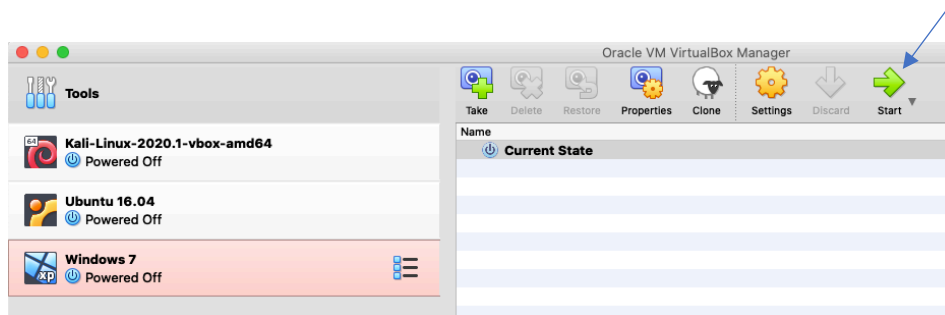 Oracle VM VirtualBox Manager
Tools
Take Delete Restore Properties Clone Settings Discard Start
Name
Current State
64
Kali-Linux-2020.1-vbox-amd64
Powered Off
Ubuntu 16.04
Powered Off
Windows 7
XP
Powered Off